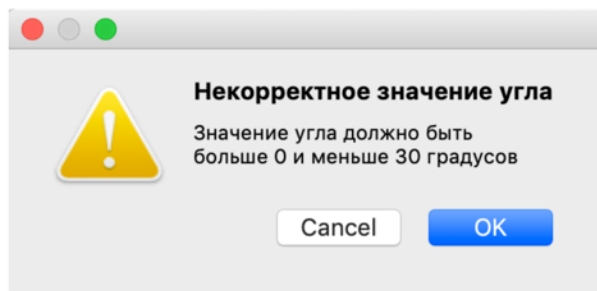 Некорректное значение угла
Значение угла должно быть
больше 0 и меньше 30 градусов
Cancel
OK